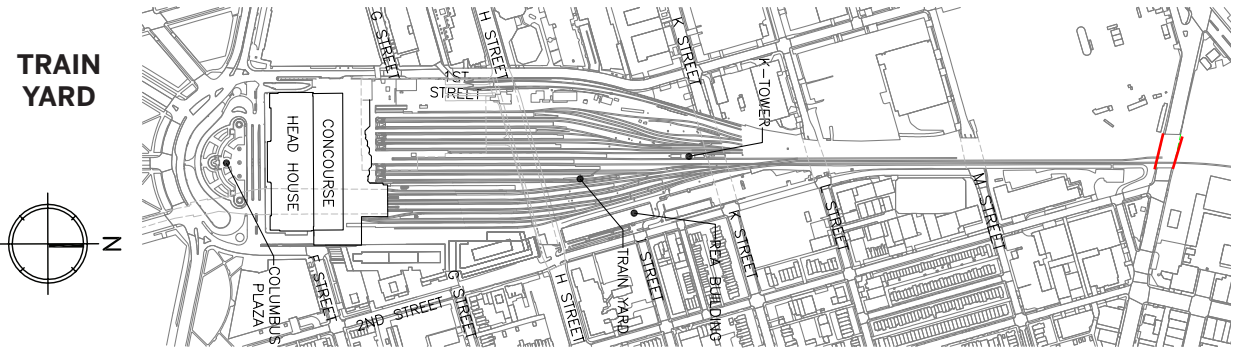 TRAIN
YARD
N
G STREET
H STREET
K STREET
1ST
STREET
K-TOWER
HEAD HOUSE
CONCOURSE
COLUMBUS
PLAZA
F STREET
2ND STREET
G STREET
H STREET
TRAIN YARD
I STREET
REA BUILDING
K STREET
L STREET
M STREET